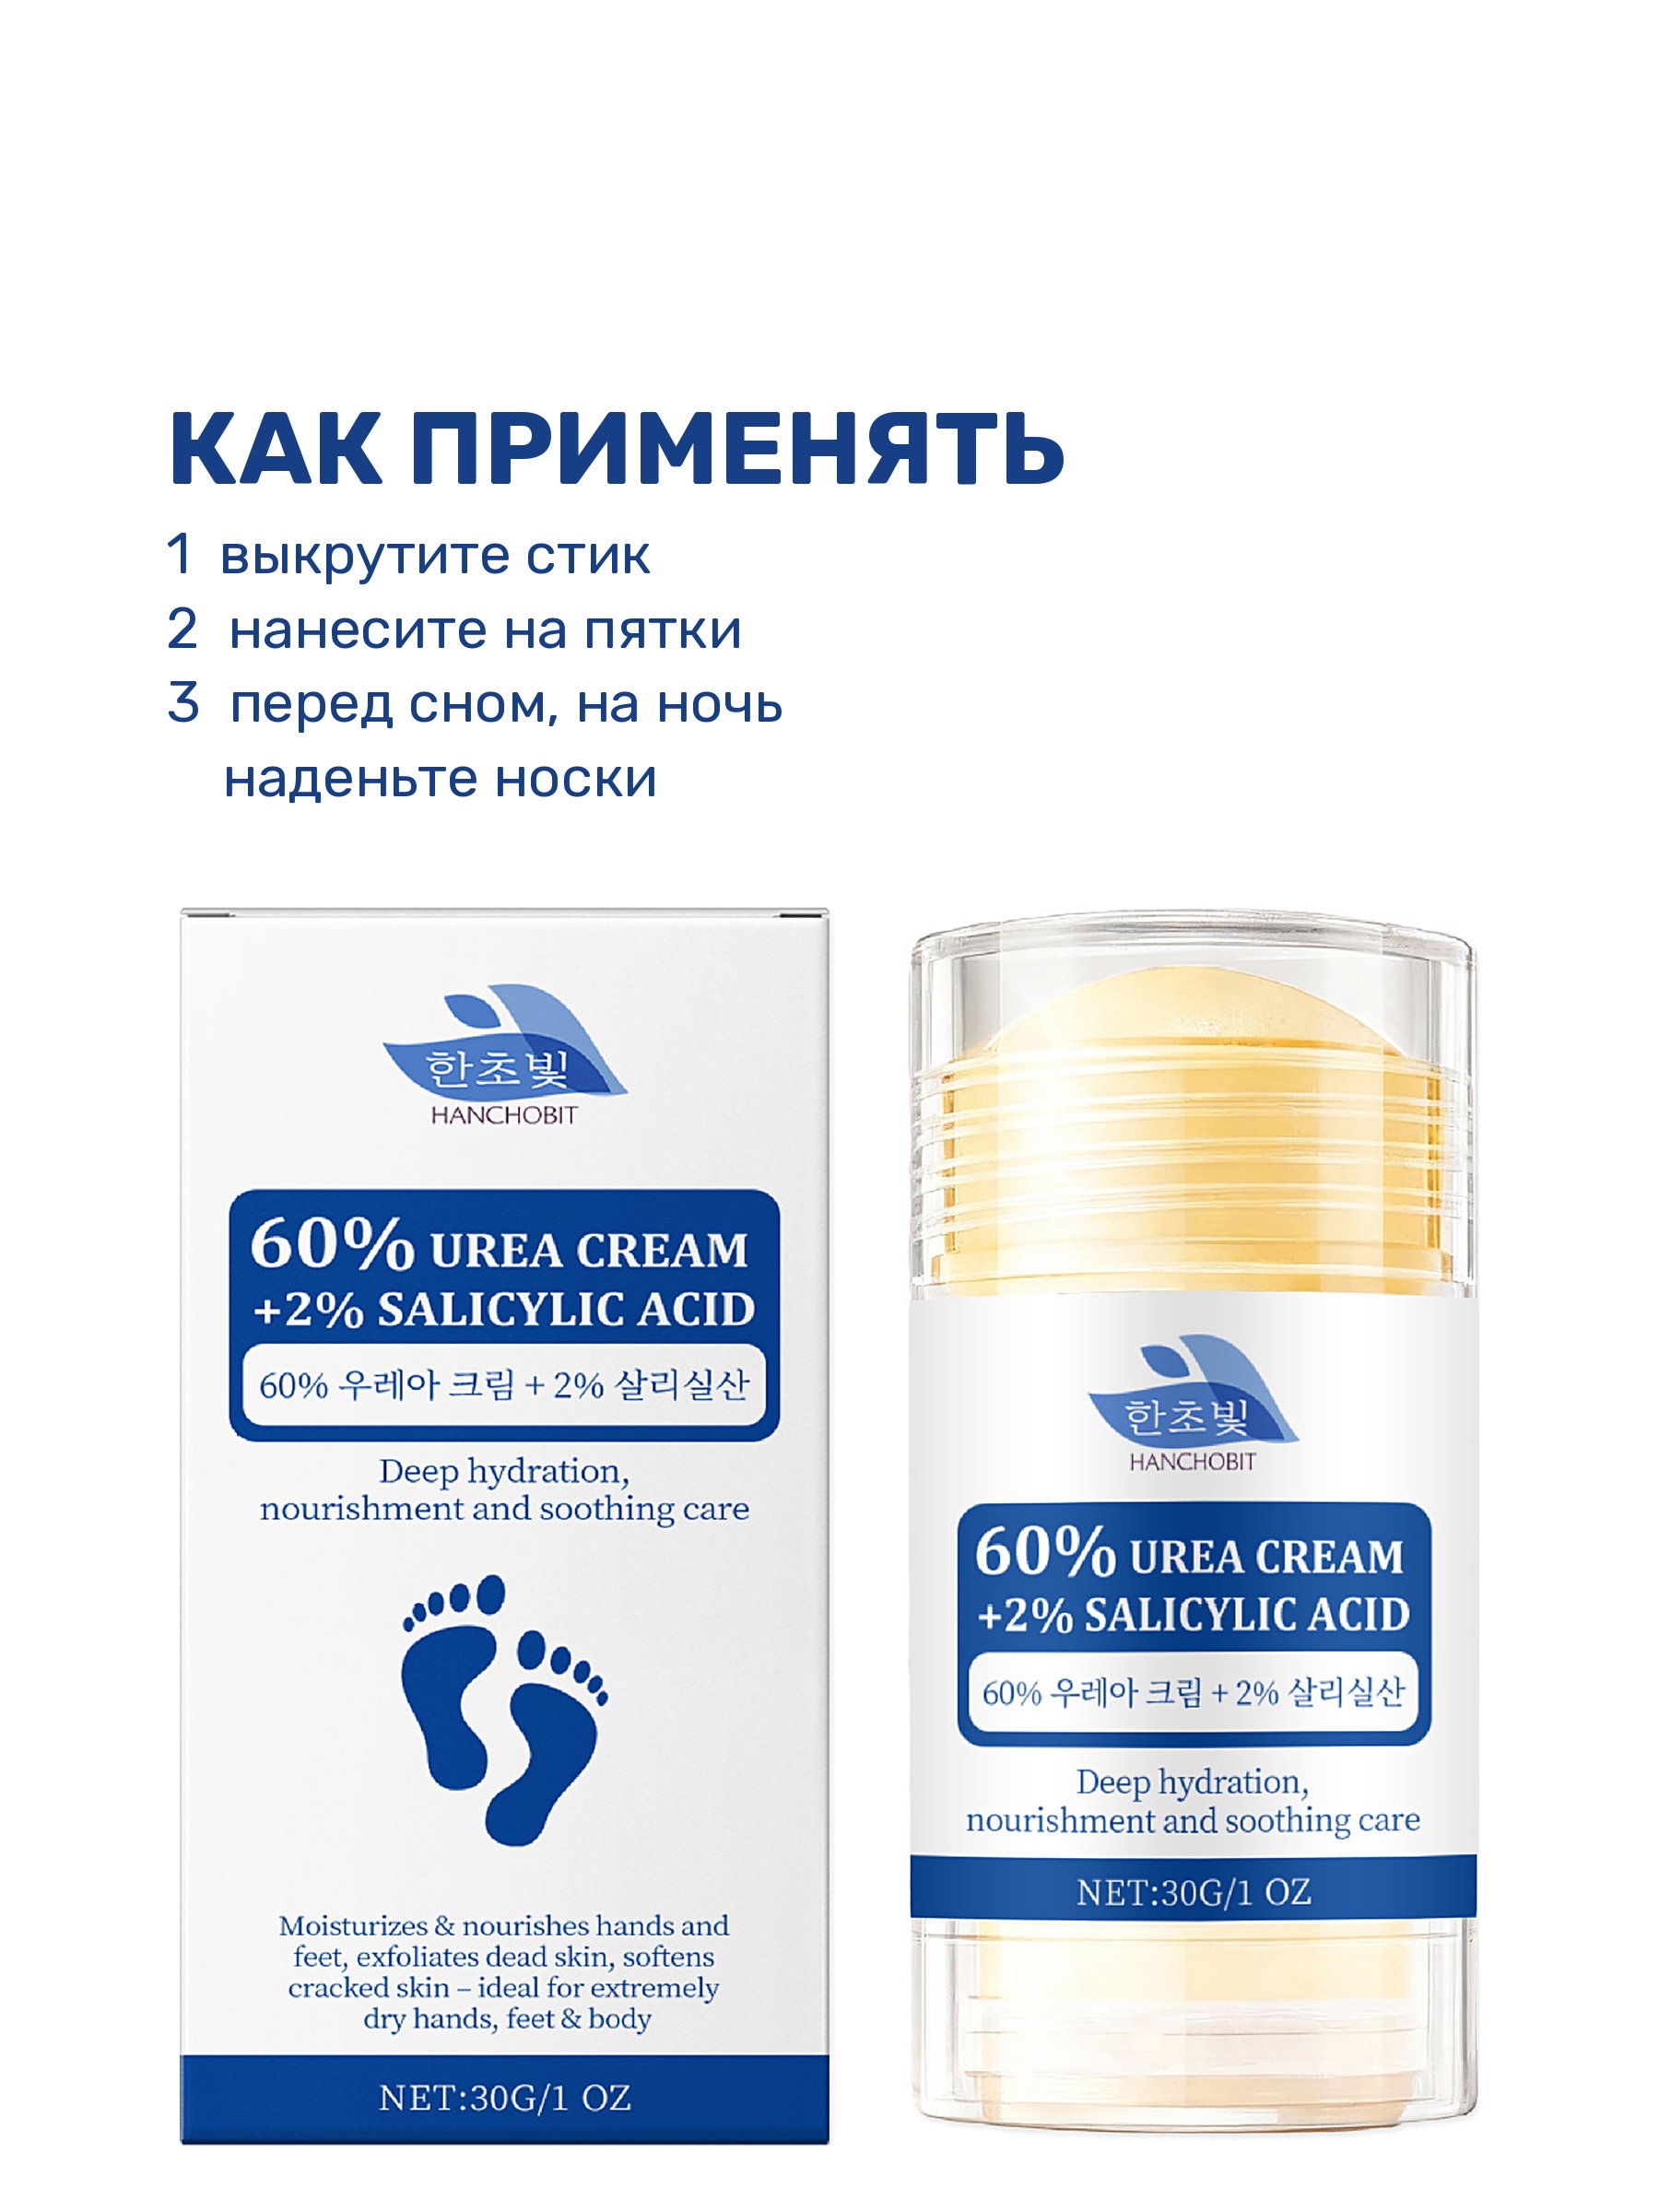 КАК ПРИМЕНЯТЬ
1 выкрутите стик
2 нанесите на пятки
3 перед сном, на ночь
наденьте носки
한초빛
HANCHOBIT
60% UREA CREAM
+2% SALICYLIC ACID
60% 우레아 크림 + 2% 살리실산
Deep hydration,
nourishment and soothing care
Moisturizes & nourishes hands and
feet, exfoliates dead skin, softens
cracked skin – ideal for extremely
dry hands, feet & body
NET:30G/1 OZ
한초빛
HANCHOBIT
60% UREA CREAM
+2% SALICYLIC ACID
60% 우레아 크림 + 2% 살리실산
Deep hydration,
nourishment and soothing care
NET:30G/1 OZ